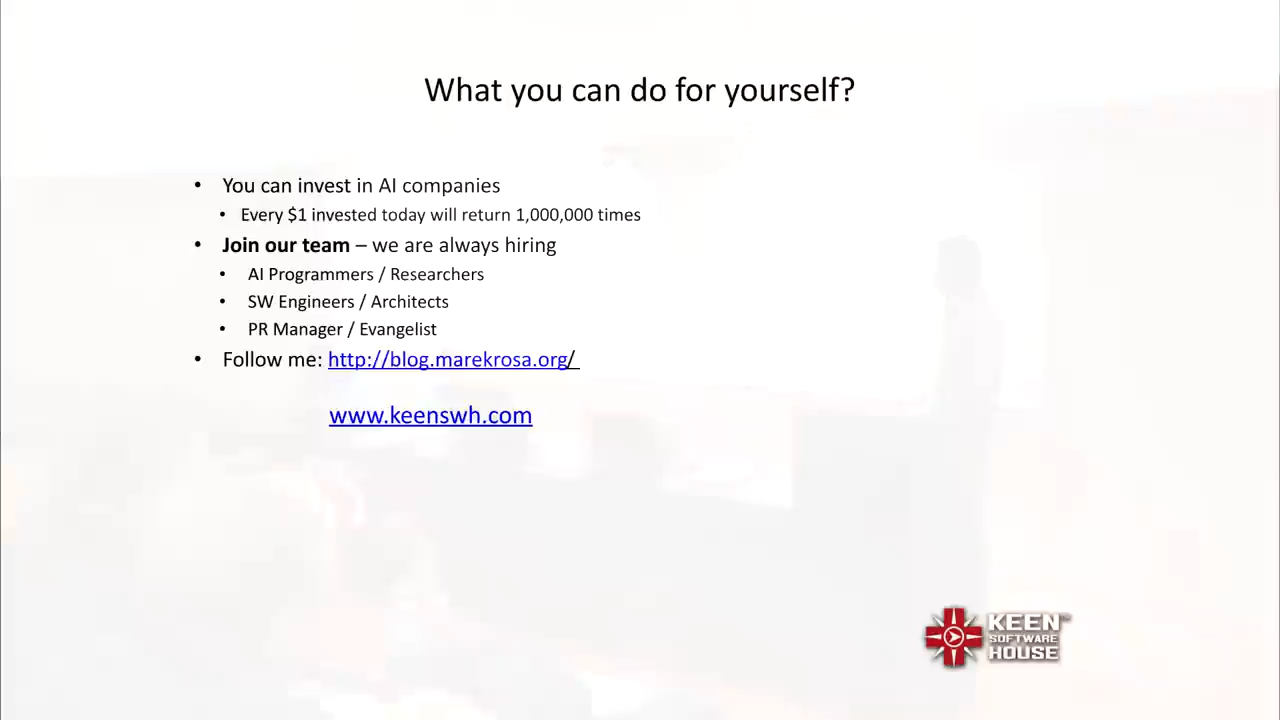 What you can do for yourself?
• You can invest in AI companies
• Every $1 invested today will return 1,000,000 times
• Join our team – we are always hiring
• AI Programmers / Researchers
• SW Engineers / Architects
• PR Manager / Evangelist
• Follow me: http://blog.marekrosa.org/
www.keenswh.com
KEEN™
SOFTWARE
HOUSE